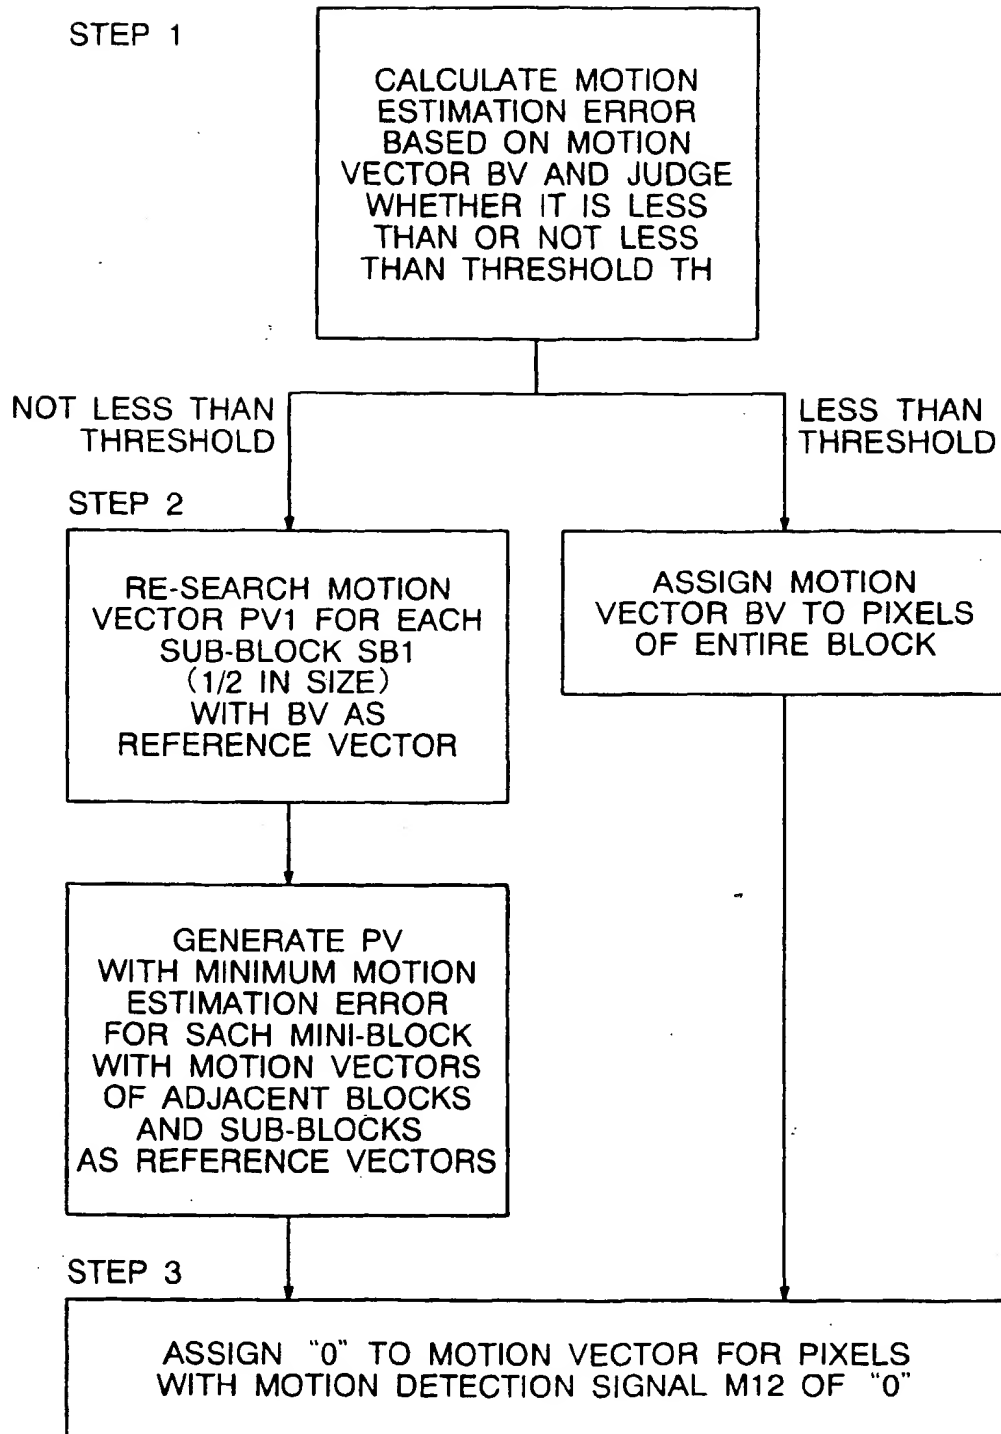 STEP 1
CALCULATE MOTION
ESTIMATION ERROR
BASED ON MOTION
VECTOR BV AND JUDGE
WHETHER IT IS LESS
THAN OR NOT LESS
THAN THRESHOLD TH
NOT LESS THAN
THRESHOLD
LESS THAN
THRESHOLD
STEP 2
RE-SEARCH MOTION
VECTOR PV1 FOR EACH
SUB-BLOCK SB1
(1/2 IN SIZE)
WITH BV AS
REFERENCE VECTOR
ASSIGN MOTION
VECTOR BV TO PIXELS
OF ENTIRE BLOCK
GENERATE PV
WITH MINIMUM MOTION
ESTIMATION ERROR
FOR SACH MINI-BLOCK
WITH MOTION VECTORS
OF ADJACENT BLOCKS
AND SUB-BLOCKS
AS REFERENCE VECTORS
STEP 3
ASSIGN "0" TO MOTION VECTOR FOR PIXELS
WITH MOTION DETECTION SIGNAL M12 OF "0"